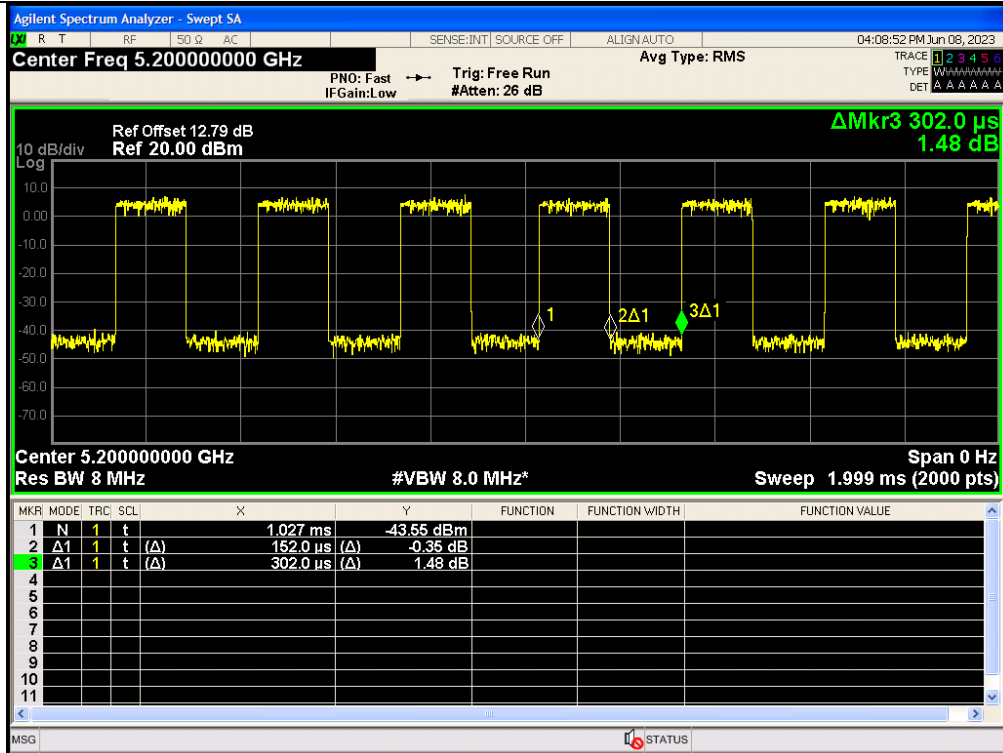 Agilent Spectrum Analyzer - Swept SA
LXI R T RF 50 Ω AC SENSE:INT SOURCE OFF ALIGN AUTO 04:08:52 PM Jun 08, 2023
Center Freq 5.200000000 GHz Avg Type: RMS TRACE 1 2 3 4 5 6
PNO: Fast Trig: Free Run TYPE W
IFGain:Low #Atten: 26 dB DET A A A A A A
ΔMkr3 302.0 µs
Ref Offset 12.79 dB
10 dB/div Ref 20.00 dBm 1.48 dB
Log
10.0
0.00
-10.0
-20.0
-30.0
1 2Δ1 3Δ1
-40.0
-50.0
-60.0
-70.0
Center 5.200000000 GHz Span 0 Hz
Res BW 8 MHz #VBW 8.0 MHz* Sweep 1.999 ms (2000 pts)
MKR MODE TRC SCL X Y FUNCTION FUNCTION WIDTH FUNCTION VALUE
1 N 1 t 1.027 ms -43.55 dBm
2 Δ1 1 t (Δ) 152.0 µs (Δ) -0.35 dB
3 Δ1 1 t (Δ) 302.0 µs (Δ) 1.48 dB
4
5
6
7
8
9
10
11
MSG STATUS